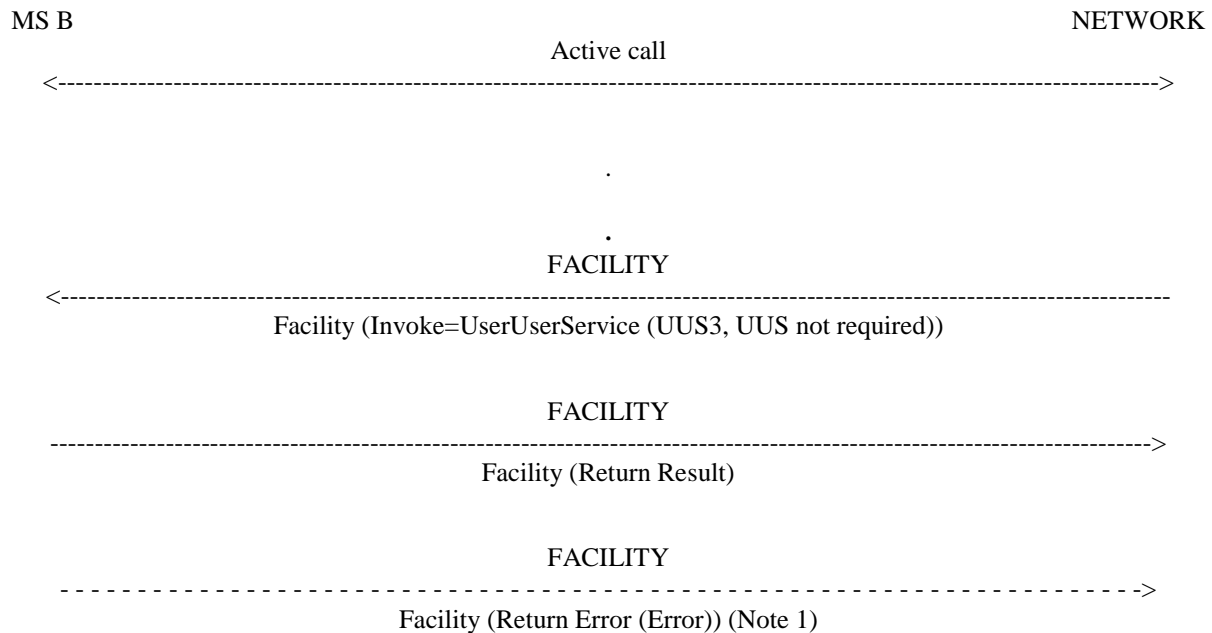 MS B NETWORK
Active call
<---------------------------------------------------------------------------------------------------------------------------->
.
.
FACILITY
<-----------------------------------------------------------------------------------------------------------------------------
Facility (Invoke=UserUserService (UUS3, UUS not required))
FACILITY
---------------------------------------------------------------------------------------------------------------------------->
Facility (Return Result)
FACILITY
- - - - - - - - - - - - - - - - - - - - - - - - - - - - - - - - - - - - - - - - - - - - - - - - - - - - - - - - - - - - - - - - - - - - - - ->
Facility (Return Error (Error)) (Note 1)